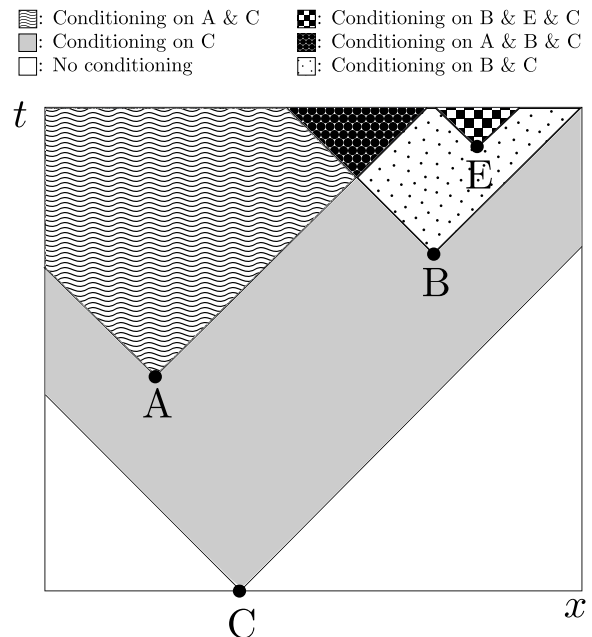 : Conditioning on A & C
: Conditioning on B & E & C
: Conditioning on C
: Conditioning on A & B & C
: No conditioning
: Conditioning on B & C
t
E
B
A
x
C